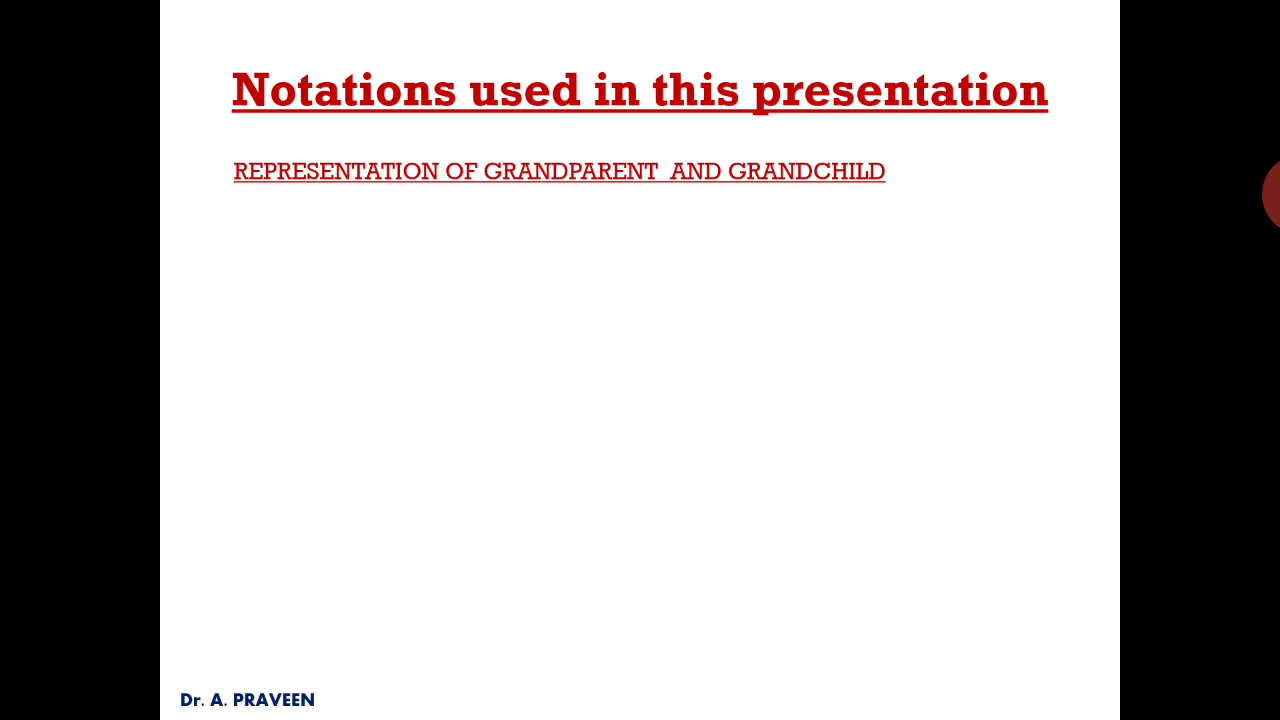 Notations used in this presentation
REPRESENTATION OF GRANDPARENT  AND GRANDCHILD
Dr. A. PRAVEEN